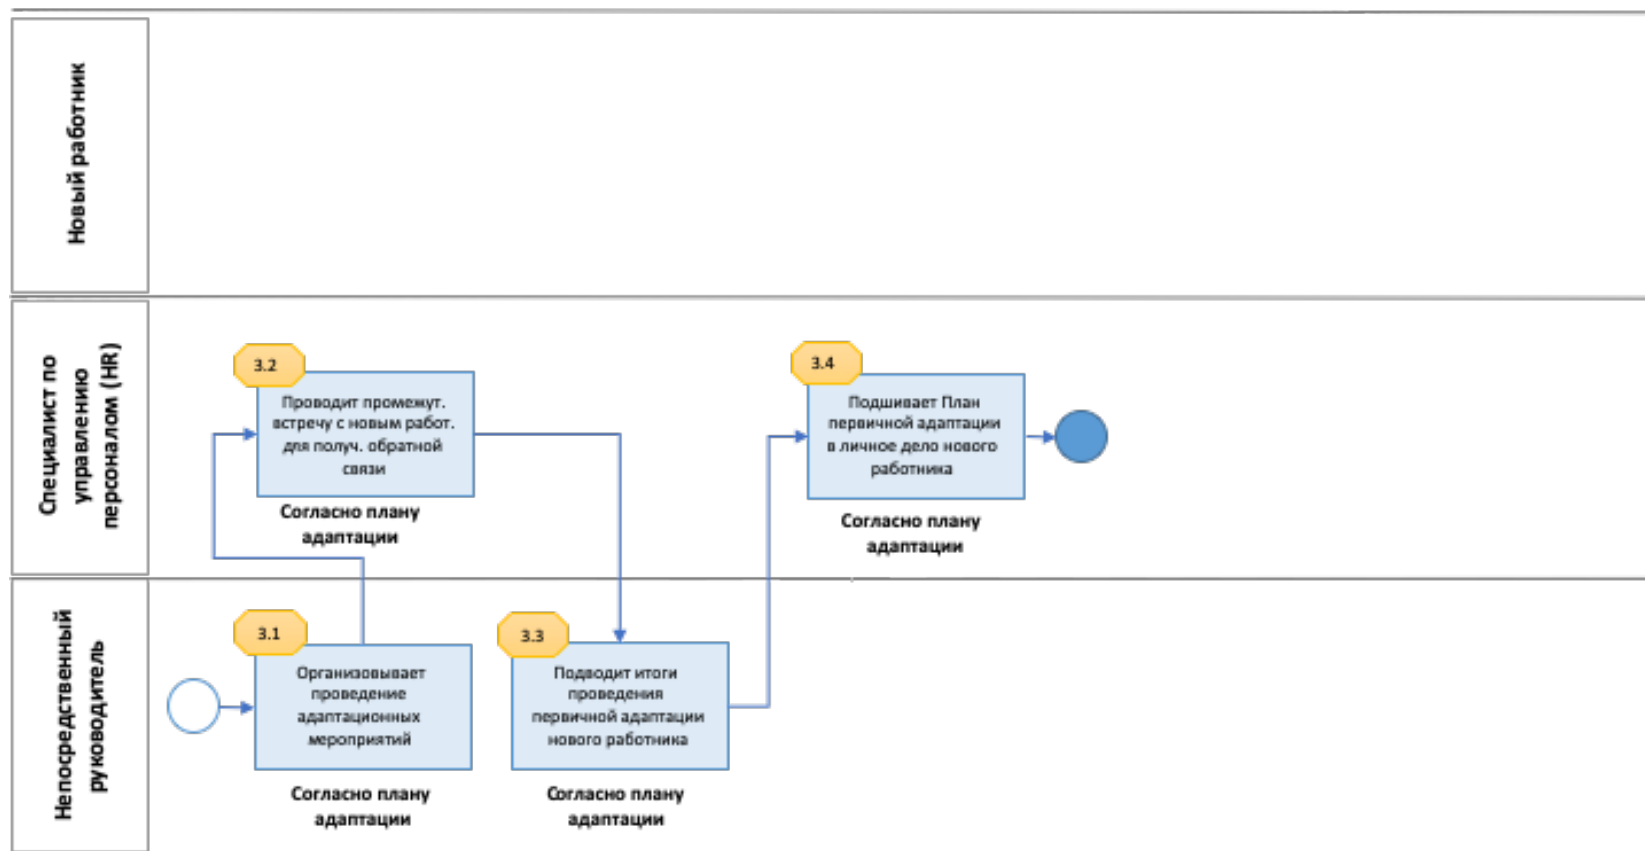 Новый работник
Специалист по
управлению
персоналом (HR)
3.2
Проводит промежут.
встречу с новым работ.
для получ. обратной
связи
Согласно плану
адаптации
3.4
Подшивает План
первичной адаптации
в личное дело нового
работника
Согласно плану
адаптации
Непосредственный
руководитель
3.1
Организовывает
проведение
адаптационных
мероприятий
Согласно плану
адаптации
3.3
Подводит итоги
проведения
первичной адаптации
нового работника
Согласно плану
адаптации